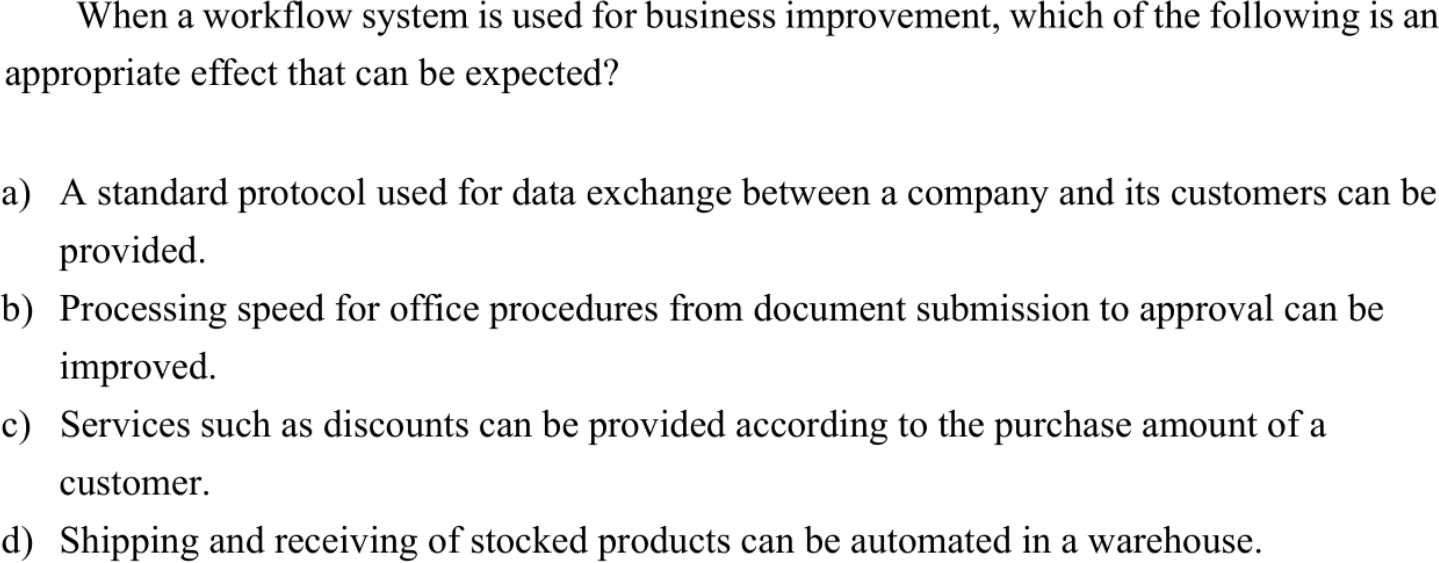 When a workflow system is used for business improvement, which of the following is an
appropriate effect that can be expected?
a) A standard protocol used for data exchange between a company and its customers can be
provided.
b) Processing speed for office procedures from document submission to approval can be
improved.
c) Services such as discounts can be provided according to the purchase amount of a
customer.
d) Shipping and receiving of stocked products can be automated in a warehouse.